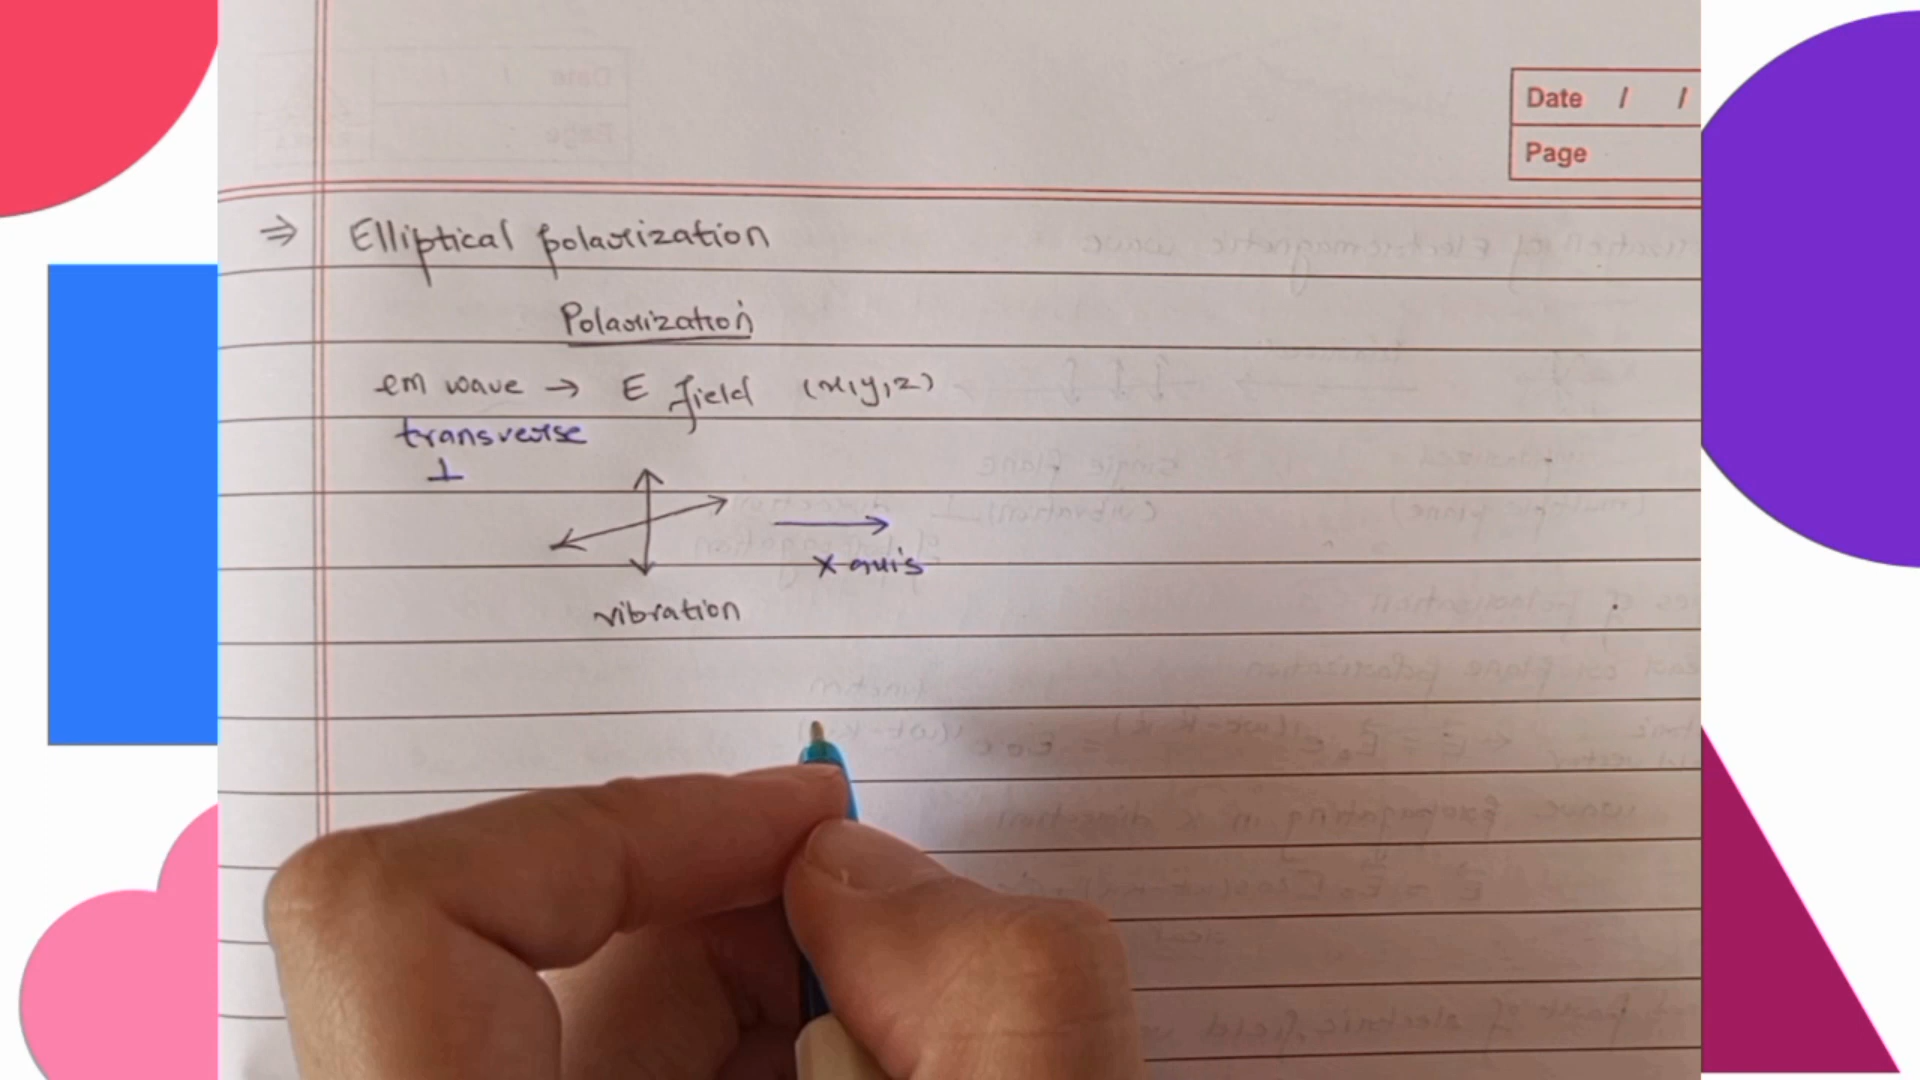 Date / /
Page
⇒ Elliptical polarization
Polarization
em wave → E field (x,y,z)
transverse
⊥
X axis
vibration